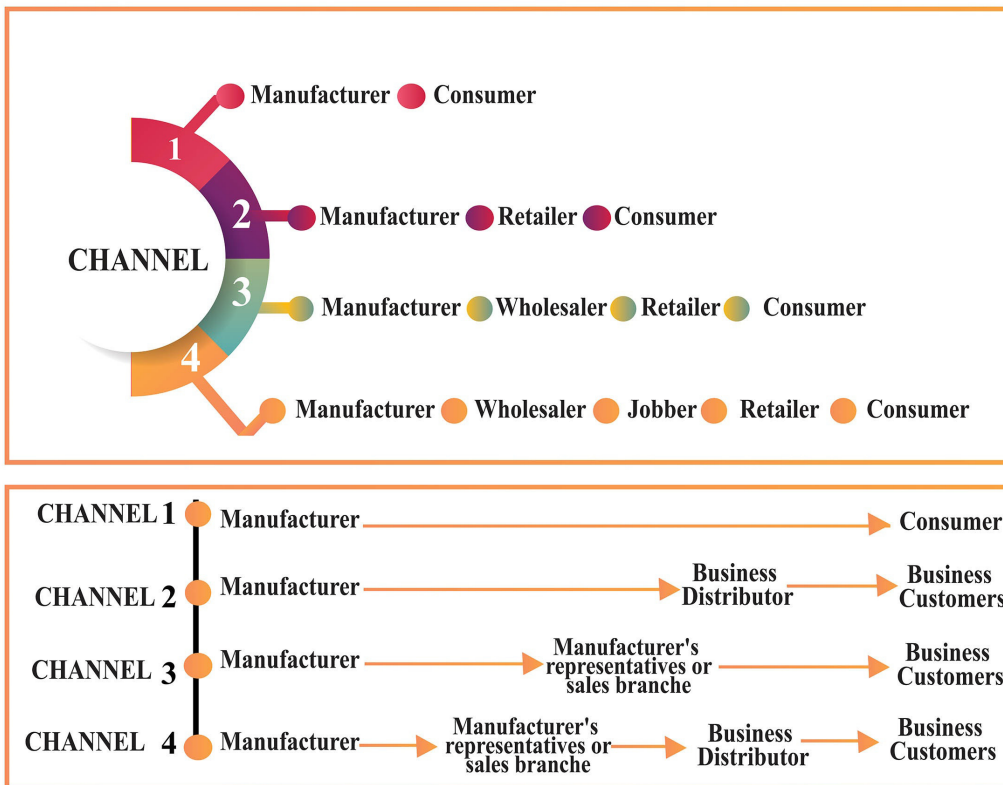 Manufacturer Consumer
1
2 Manufacturer Retailer Consumer
CHANNEL
3 Manufacturer Wholesaler Retailer Consumer
4
Manufacturer Wholesaler Jobber Retailer Consumer
CHANNEL 1 Manufacturer Consumer
CHANNEL 2 Manufacturer Business Distributor Business Customers
CHANNEL 3 Manufacturer Manufacturer's representatives or sales branche Business Customers
CHANNEL 4 Manufacturer Manufacturer's representatives or sales branche Business Distributor Business Customers